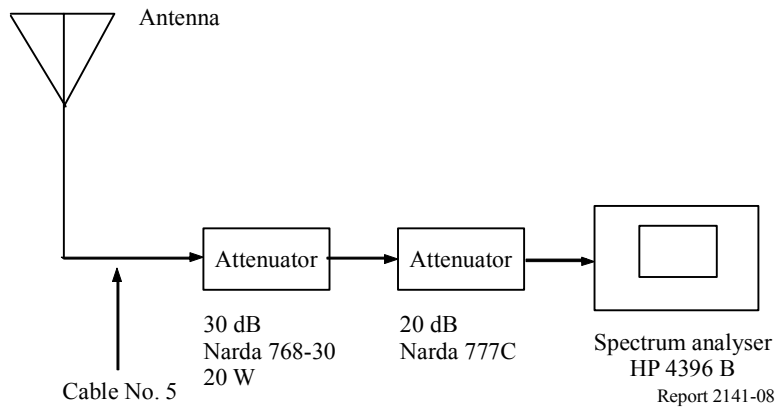 Antenna
Attenuator
Attenuator
30 dB
Narda 768-30
20 W
20 dB
Narda 777C
Spectrum analyser
HP 4396 B
Cable No. 5
Report 2141-08